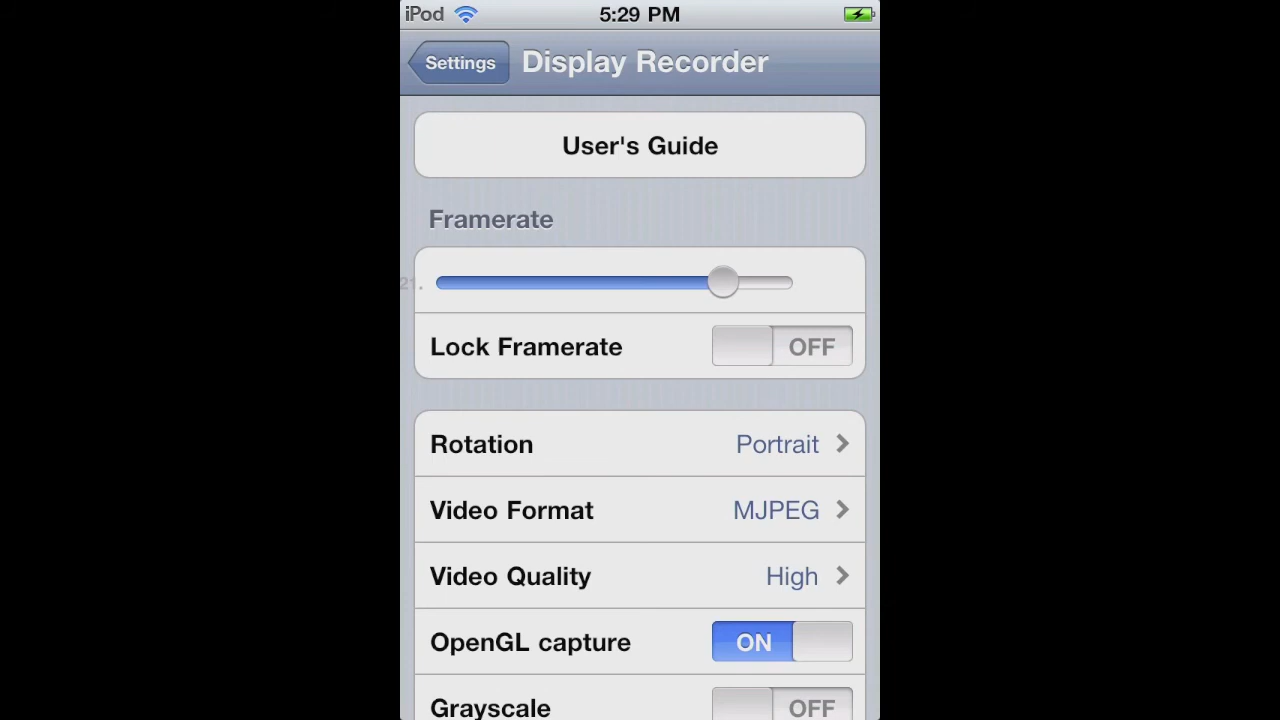 iPod 5:29 PM
Settings Display Recorder
User's Guide
Framerate
21.
Lock Framerate OFF
Rotation Portrait
Video Format MJPEG
Video Quality High
OpenGL capture ON
Grayscale OFF